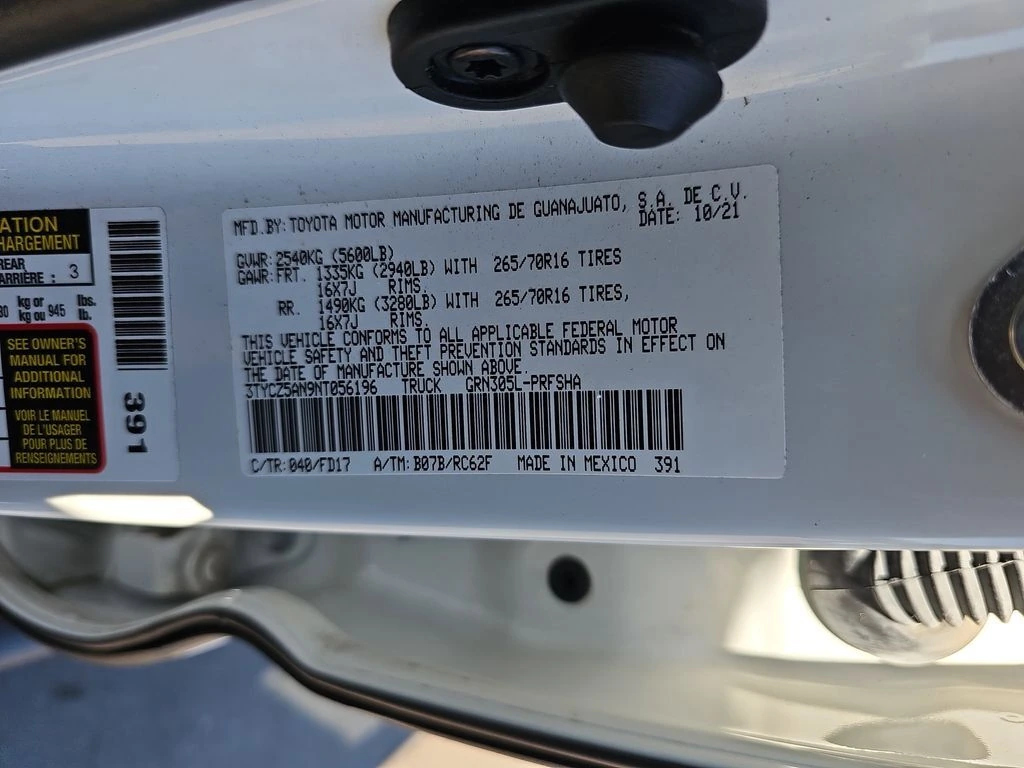 ATION
HARGEMENT
REAR
ARRIÈRE : 3
kg or
kg ou 945 lbs.
lb.
SEE OWNER'S
MANUAL FOR
ADDITIONAL
INFORMATION
VOIR LE MANUEL
DE L'USAGER
POUR PLUS DE
RENSEIGNEMENTS
391
MFD.BY: TOYOTA MOTOR MANUFACTURING DE GUANAJUATO, S.A. DE C.V.
DATE: 10/21
GVWR: 2540KG (5600LB)
GAWR: FRT. 1335KG (2940LB) WITH 265/70R16 TIRES
16X7J RIMS,
RR. 1490KG (3280LB) WITH 265/70R16 TIRES,
16X7J RIMS,
THIS VEHICLE CONFORMS TO ALL APPLICABLE FEDERAL MOTOR
VEHICLE SAFETY AND THEFT PREVENTION STANDARDS IN EFFECT ON
THE DATE OF MANUFACTURE SHOWN ABOVE.
3TYCZ5AN9NT056196 TRUCK GRN305L-PRFSHA
C/TR: 040/FD17 A/TM: B07B/RC62F MADE IN MEXICO 391